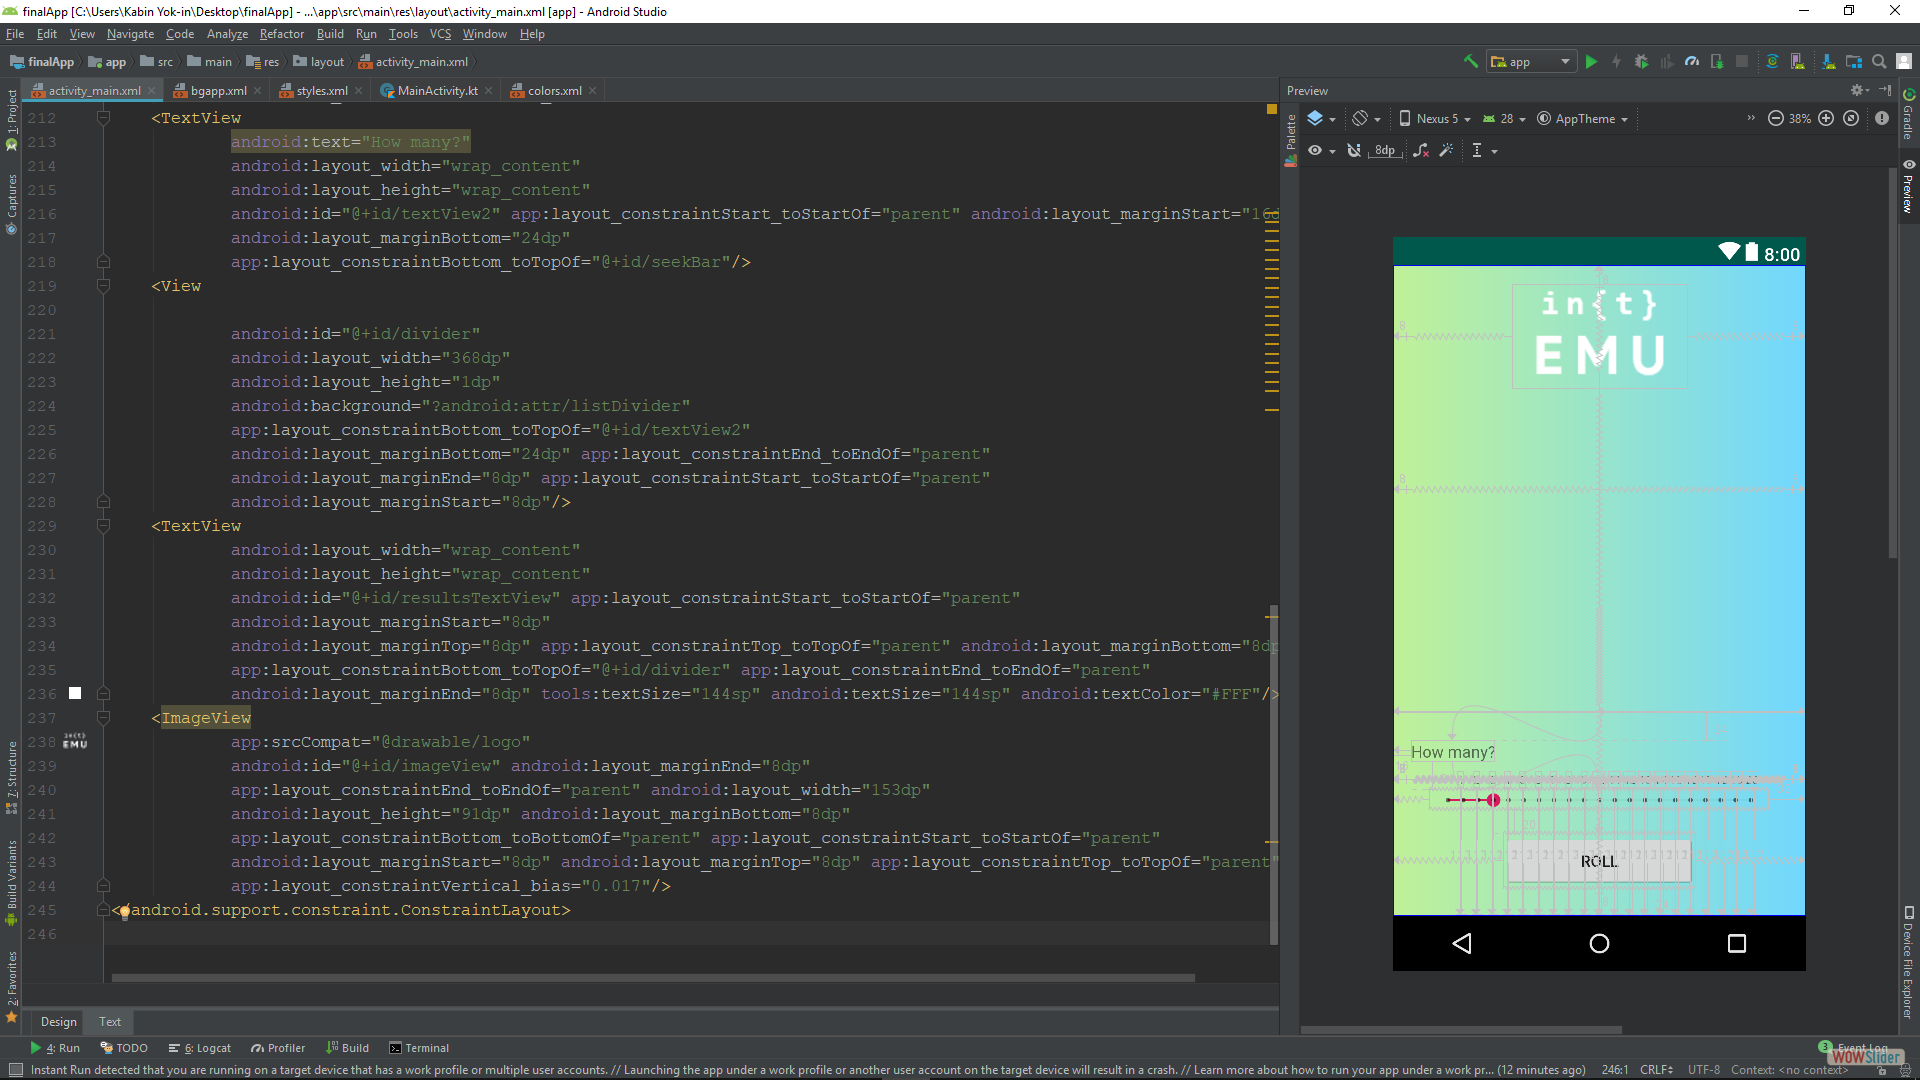 finalApp [C:\Users\Kabin Yok-in\Desktop\finalApp] - ...\app\src\main\res\layout\activity_main.xml [app] - Android Studio
File Edit View Navigate Code Analyze Refactor Build Run Tools VCS Window Help
finalApp app src main res layout activity_main.xml app
activity_main.xml bgapp.xml styles.xml MainActivity.kt colors.xml Preview
Nexus 5 28 AppTheme 38%
8dp
1: Project
Captures
Z: Structure
Build Variants
2: Favorites
Palette
Gradle
Preview
Device File Explorer
212 <TextView
213 android:text="How many?"
214 android:layout_width="wrap_content"
215 android:layout_height="wrap_content"
216 android:id="@+id/textView2" app:layout_constraintStart_toStartOf="parent" android:layout_marginStart="16d
217 android:layout_marginBottom="24dp"
218 app:layout_constraintBottom_toTopOf="@+id/seekBar"/>
219 <View
220
221 android:id="@+id/divider"
222 android:layout_width="368dp"
223 android:layout_height="1dp"
224 android:background="?android:attr/listDivider"
225 app:layout_constraintBottom_toTopOf="@+id/textView2"
226 android:layout_marginBottom="24dp" app:layout_constraintEnd_toEndOf="parent"
227 android:layout_marginEnd="8dp" app:layout_constraintStart_toStartOf="parent"
228 android:layout_marginStart="8dp"/>
229 <TextView
230 android:layout_width="wrap_content"
231 android:layout_height="wrap_content"
232 android:id="@+id/resultsTextView" app:layout_constraintStart_toStartOf="parent"
233 android:layout_marginStart="8dp"
234 android:layout_marginTop="8dp" app:layout_constraintTop_toTopOf="parent" android:layout_marginBottom="8dp
235 app:layout_constraintBottom_toTopOf="@+id/divider" app:layout_constraintEnd_toEndOf="parent"
236 android:layout_marginEnd="8dp" tools:textSize="144sp" android:textSize="144sp" android:textColor="#FFF"/>
237 <ImageView
238 app:srcCompat="@drawable/logo"
239 android:id="@+id/imageView" android:layout_marginEnd="8dp"
240 app:layout_constraintEnd_toEndOf="parent" android:layout_width="153dp"
241 android:layout_height="91dp" android:layout_marginBottom="8dp"
242 app:layout_constraintBottom_toBottomOf="parent" app:layout_constraintStart_toStartOf="parent"
243 android:layout_marginStart="8dp" android:layout_marginTop="8dp" app:layout_constraintTop_toTopOf="parent"
244 app:layout_constraintVertical_bias="0.017"/>
245 </android.support.constraint.ConstraintLayout>
246
in{t}
EMU
8:00
in{t}
EMU
8
8
How many?
ROLL
Design Text
4: Run TODO 6: Logcat Profiler Build Terminal 3 Event Log
WOWSlider
Instant Run detected that you are running on a target device that has a work profile or multiple user accounts. // Launching the app under a work profile or another user account on the target device will result in a crash. // Learn more about how to run your app under a work pr... (12 minutes ago) 246:1 CRLF UTF-8 Context: <no context>